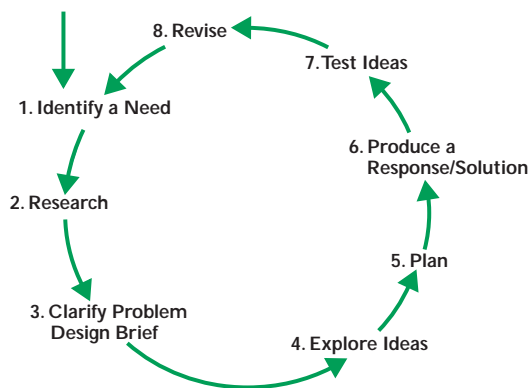 1. Identify a Need
2. Research
3. Clarify Problem
Design Brief
4. Explore Ideas
5. Plan
6. Produce a
Response/Solution
7. Test Ideas
8. Revise